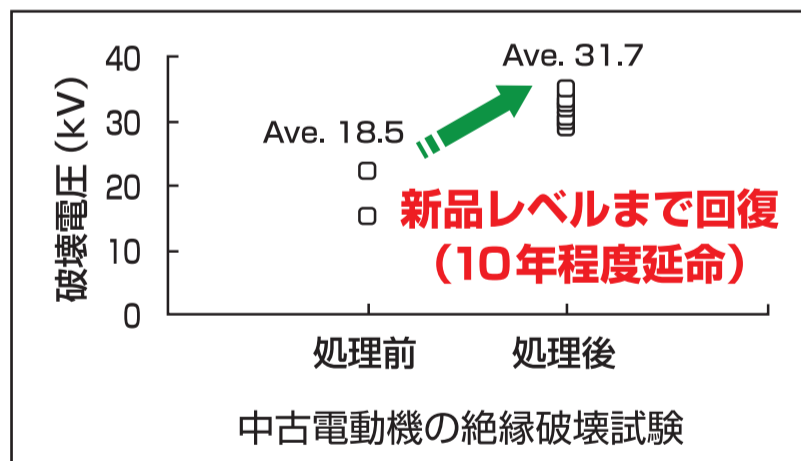 破壊電圧(kV)
40
30
20
10
0
Ave. 18.5
Ave. 31.7
新品レベルまで回復
(10年程度延命)
処理前
処理後
中古電動機の絶縁破壊試験